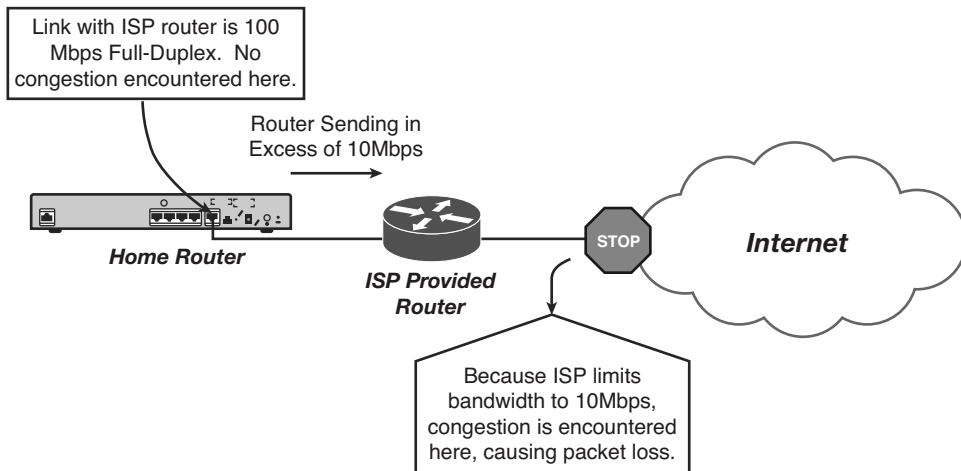 Link with ISP router is 100
Mbps Full-Duplex. No
congestion encountered here.
Router Sending in
Excess of 10Mbps
Home Router
ISP Provided
Router
STOP
Internet
Because ISP limits
bandwidth to 10Mbps,
congestion is encountered
here, causing packet loss.